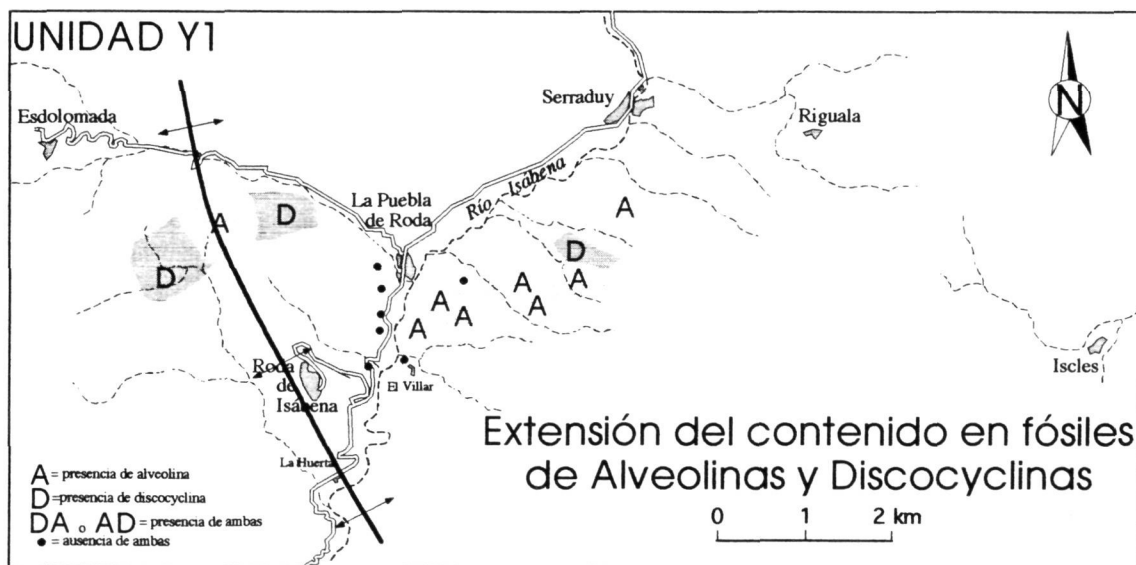 UNIDAD Y1
Esdolomada
Serraduy
Riguala
N
La Puebla
de Roda
Río Isábena
A
D
A
D
D
A
A
A
A
A
A
Roda
de
Isábena
El Villar
Iscles
La Huerta
Extensión del contenido en fósiles
de Alveolinas y Discocyclinas
0 1 2 km
A = presencia de alveolina
D =presencia de discocyclina
DA o AD = presencia de ambas
• = ausencia de ambas